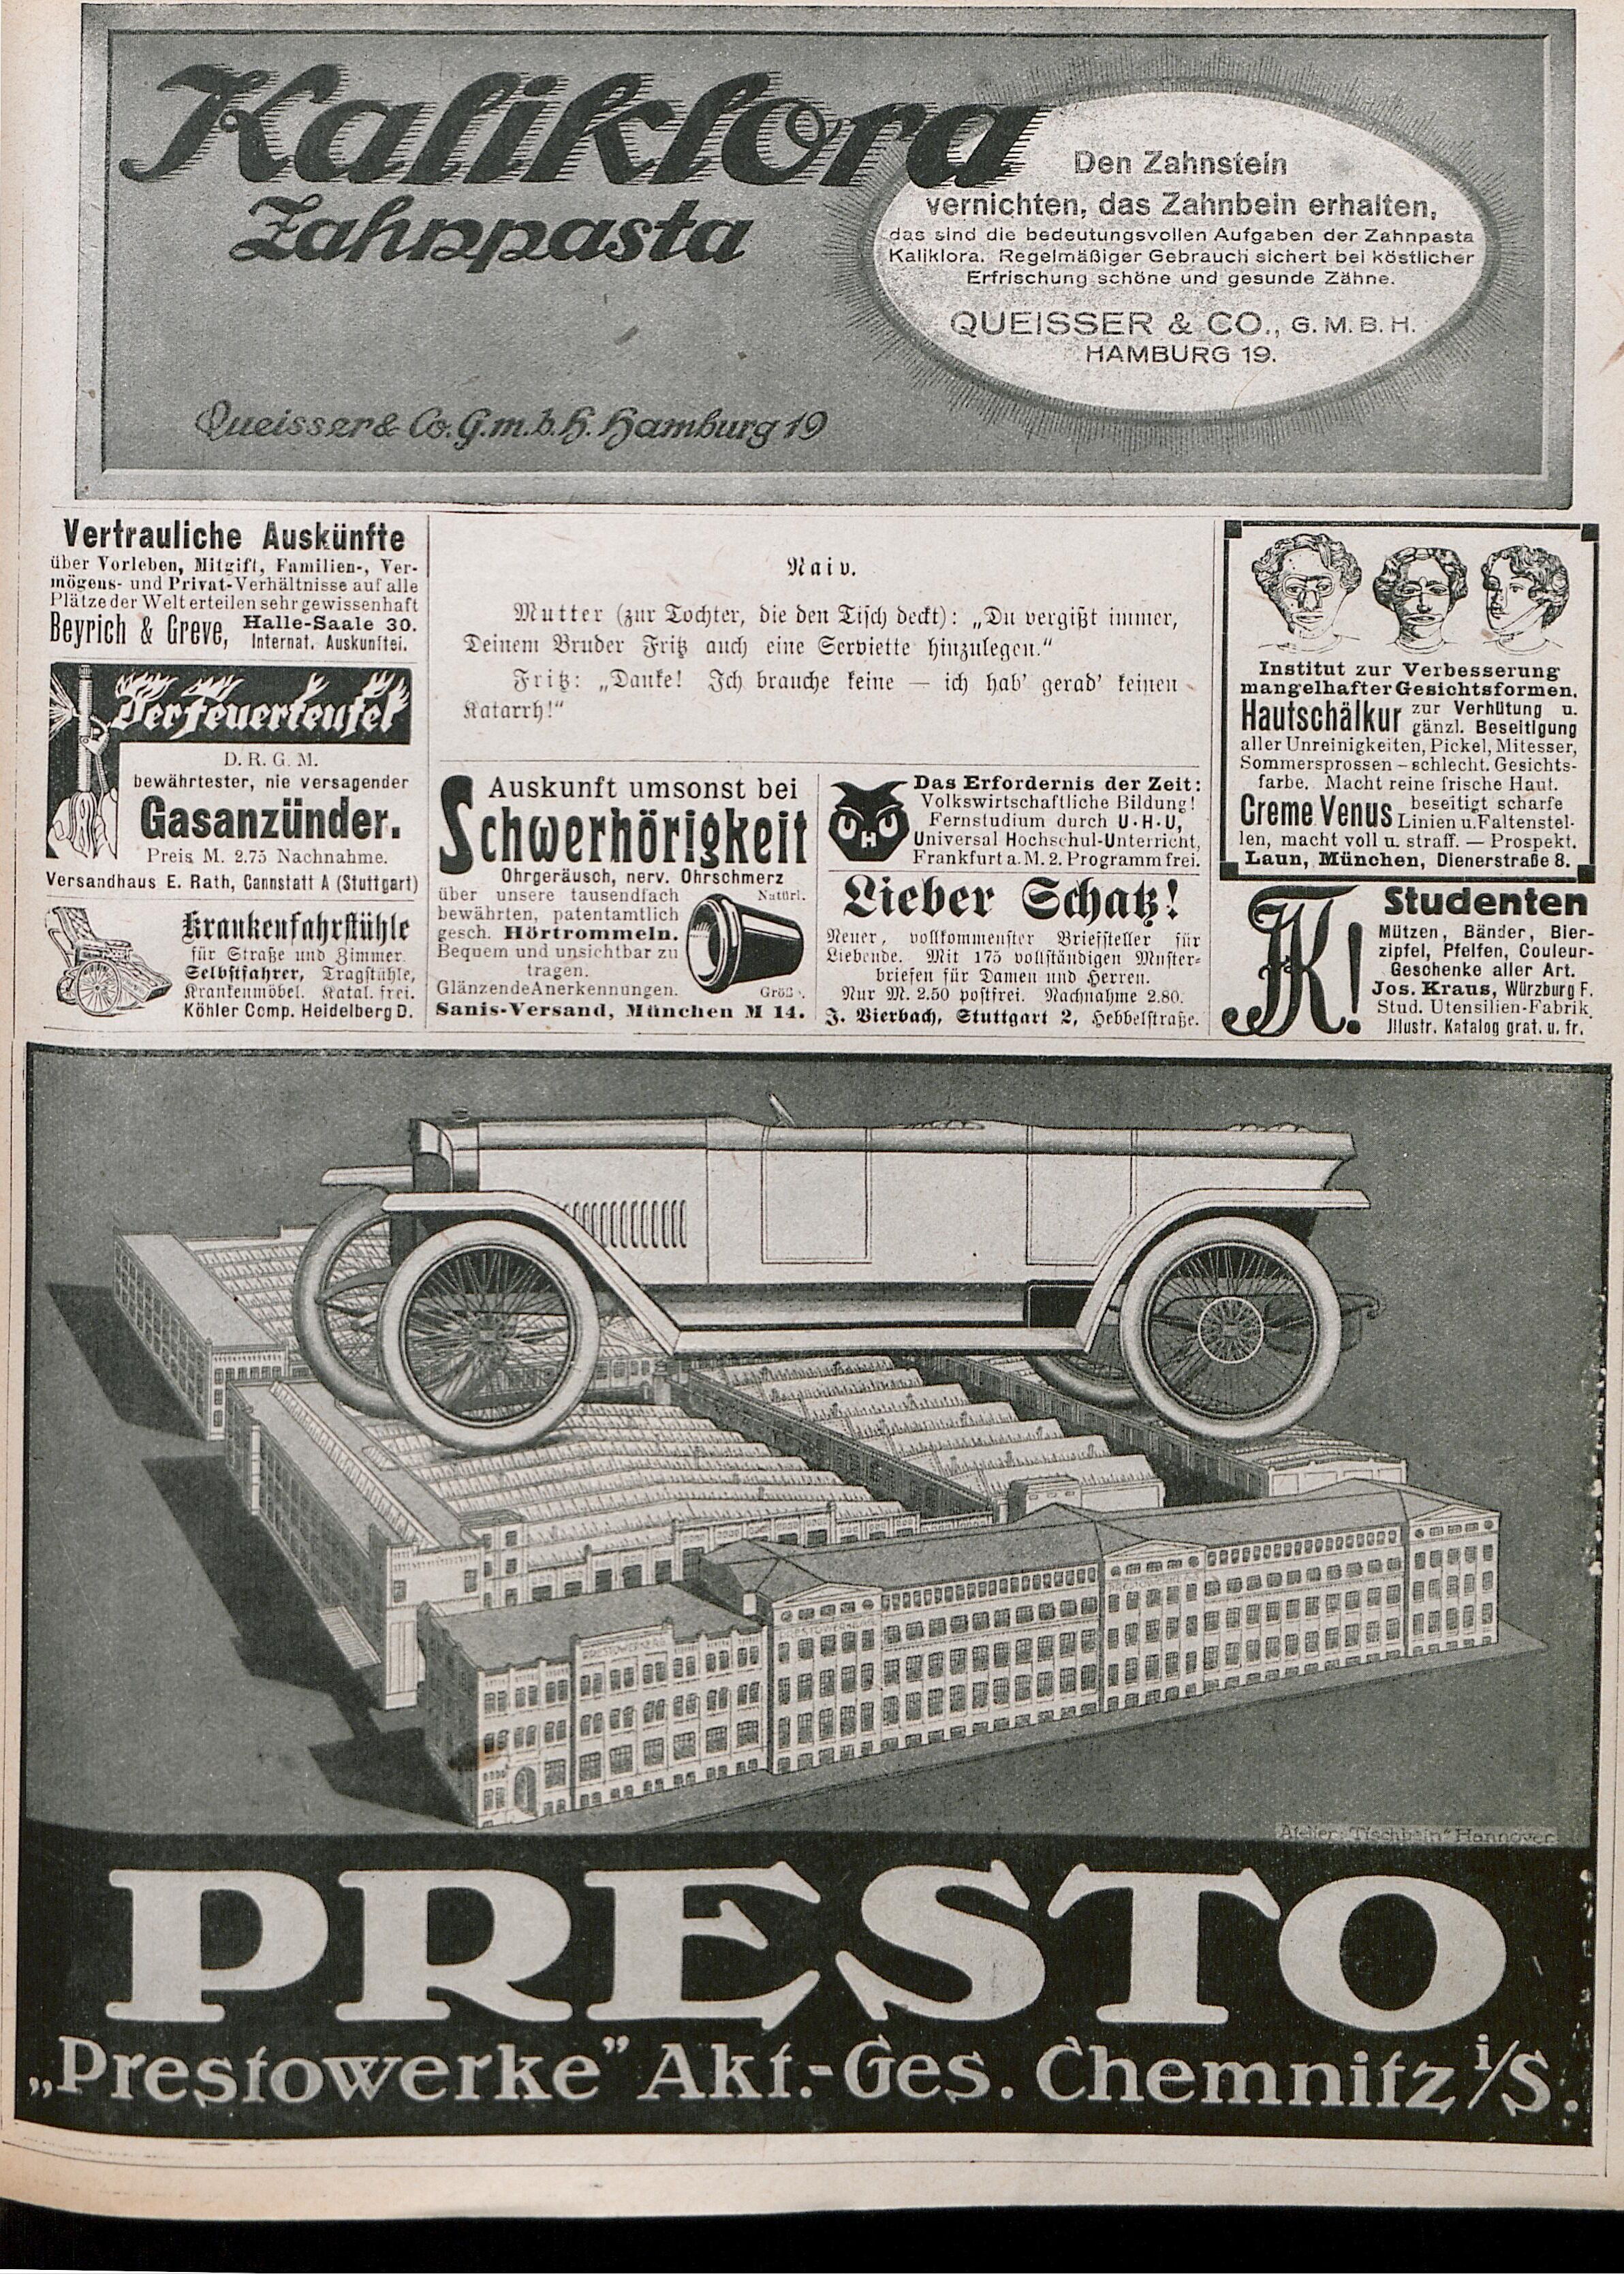 Kaliklora
Zahnpasta
Queisser & Co. G.m.b.H. Hamburg 19
Den Zahnstein
vernichten, das Zahnbein erhalten,
das sind die bedeutungsvollen Aufgaben der Zahnpasta
Kaliklora. Regelmäßiger Gebrauch sichert bei köstlicher
Erfrischung schöne und gesunde Zähne.
QUEISSER & CO., G. M. B. H.
HAMBURG 19.
Vertrauliche Auskünfte
über Vorleben, Mitgift, Familien-, Ver-
mögens- und Privat-Verhältnisse auf alle
Plätze der Welt erteilen sehr gewissenhaft
Beyrich & Greve, Halle-Saale 30.
Internat. Auskunftei.
Der Feuerteufel
D. R. G. M.
bewährtester, nie versagender
Gasanzünder.
Preis M. 2.75 Nachnahme.
Versandhaus E. Rath, Cannstatt A (Stuttgart)
Krankenfahrstühle
für Straße und Zimmer.
Selbstfahrer, Tragstühle,
Krankenmöbel. Katal. frei.
Köhler Comp. Heidelberg D.
Naiv.
Mutter (zur Tochter, die den Tisch deckt): „Du vergißt immer,
Deinem Bruder Fritz auch eine Serviette hinzulegen.“
Fritz: „Danke! Ich brauche keine — ich hab' gerad' keinen
Katarrh!“
Auskunft umsonst bei
Schwerhörigkeit
Ohrgeräusch, nerv. Ohrschmerz
über unsere tausendfach
bewährten, patentamtlich
gesch. Hörtrommeln.
Bequem und unsichtbar zu
tragen.
Glänzende Anerkennungen.
Natürl.
Größe.
Sanis-Versand, München M 14.
UHU
Das Erfordernis der Zeit:
Volkswirtschaftliche Bildung!
Fernstudium durch U·H·U,
Universal Hochschul-Unterricht,
Frankfurt a. M. 2. Programm frei.
Lieber Schatz!
Neuer, vollkommenster Briefsteller für
Liebende. Mit 175 vollständigen Muster-
briefen für Damen und Herren.
Nur M. 2.50 postfrei. Nachnahme 2.80.
J. Bierbach, Stuttgart 2, Hebbelstraße.
Institut zur Verbesserung
mangelhafter Gesichtsformen.
Hautschälkur zur Verhütung u.
gänzl. Beseitigung
aller Unreinigkeiten, Pickel, Mitesser,
Sommersprossen – schlecht. Gesichts-
farbe. Macht reine frische Haut.
Creme Venus beseitigt scharfe
Linien u. Faltenstel-
len, macht voll u. straff. — Prospekt.
Laun, München, Dienerstraße 8.
JK!
Studenten
Mützen, Bänder, Bier-
zipfel, Pfeifen, Couleur-
Geschenke aller Art.
Jos. Kraus, Würzburg F.
Stud. Utensilien-Fabrik.
Jllustr. Katalog grat. u. fr.
PRESTOWERKE AG
PRESTOWERKE AG
Atelier „Tischbein“ Hannover
PRESTO
„Prestowerke” Akt.-Ges. Chemnitz i/S.